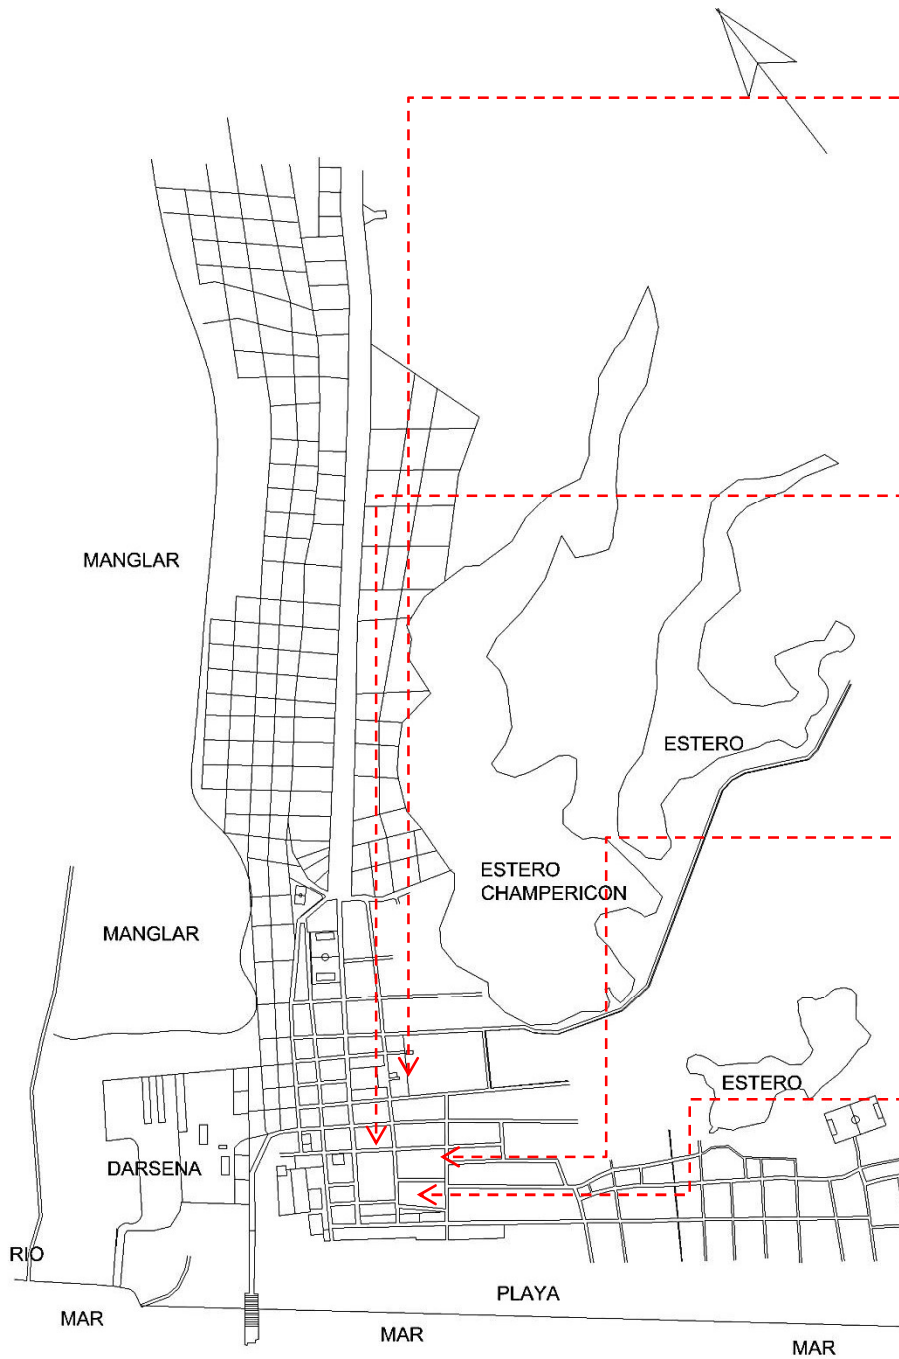 MANGLAR
ESTERO
ESTERO
CHAMPERICON
MANGLAR
ESTERO
DARSENA
RIO
PLAYA
MAR
MAR
MAR